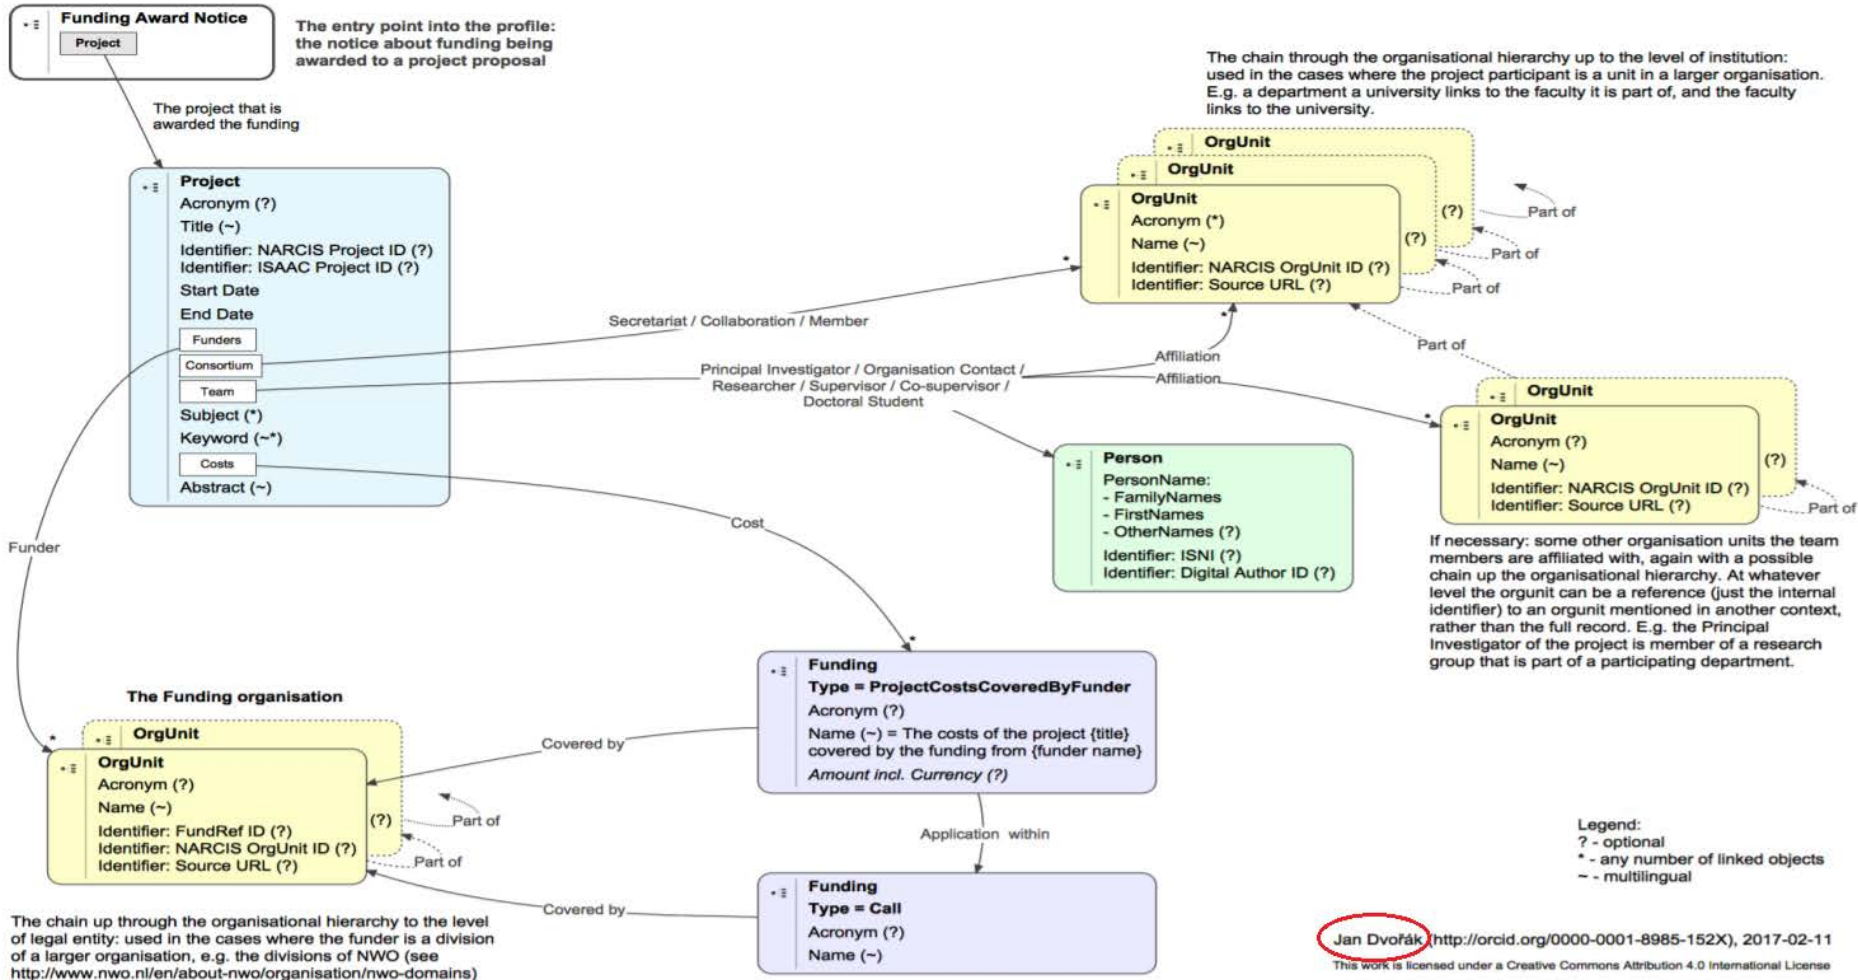 Funding Award Notice
Project
The entry point into the profile:
the notice about funding being
awarded to a project proposal
The project that is
awarded the funding
The chain through the organisational hierarchy up to the level of institution:
used in the cases where the project participant is a unit in a larger organisation.
E.g. a department a university links to the faculty it is part of, and the faculty
links to the university.
Project
Acronym (?)
Title (~)
Identifier: NARCIS Project ID (?)
Identifier: ISAAC Project ID (?)
Start Date
End Date
Funders
Consortium
Team
Subject (*)
Keyword (~*)
Costs
Abstract (~)
OrgUnit
OrgUnit
OrgUnit
Acronym (*)
Name (~)
Identifier: NARCIS OrgUnit ID (?)
Identifier: Source URL (?)
(?)
(?)
Part of
Part of
Part of
*
Secretariat / Collaboration / Member
Principal Investigator / Organisation Contact /
Researcher / Supervisor / Co-supervisor /
Doctoral Student
*
Affiliation
Affiliation
*
Part of
OrgUnit
OrgUnit
Acronym (?)
Name (~)
Identifier: NARCIS OrgUnit ID (?)
Identifier: Source URL (?)
(?)
Part of
Person
PersonName:
- FamilyNames
- FirstNames
- OtherNames (?)
Identifier: ISNI (?)
Identifier: Digital Author ID (?)
If necessary: some other organisation units the team
members are affiliated with, again with a possible
chain up the organisational hierarchy. At whatever
level the orgunit can be a reference (just the internal
identifier) to an orgunit mentioned in another context,
rather than the full record. E.g. the Principal
Investigator of the project is member of a research
group that is part of a participating department.
Cost
*
Funder
*
Funding
Type = ProjectCostsCoveredByFunder
Acronym (?)
Name (~) = The costs of the project {title}
covered by the funding from {funder name}
Amount incl. Currency (?)
The Funding organisation
OrgUnit
OrgUnit
Acronym (?)
Name (~)
Identifier: FundRef ID (?)
Identifier: NARCIS OrgUnit ID (?)
Identifier: Source URL (?)
(?)
Part of
Part of
Covered by
Application within
Covered by
Funding
Type = Call
Acronym (?)
Name (~)
The chain up through the organisational hierarchy to the level
of legal entity: used in the cases where the funder is a division
of a larger organisation, e.g. the divisions of NWO (see
http://www.nwo.nl/en/about-nwo/organisation/nwo-domains)
Legend:
? - optional
* - any number of linked objects
~ - multilingual
Jan Dvořák (http://orcid.org/0000-0001-8985-152X), 2017-02-11
This work is licensed under a Creative Commons Attribution 4.0 International License